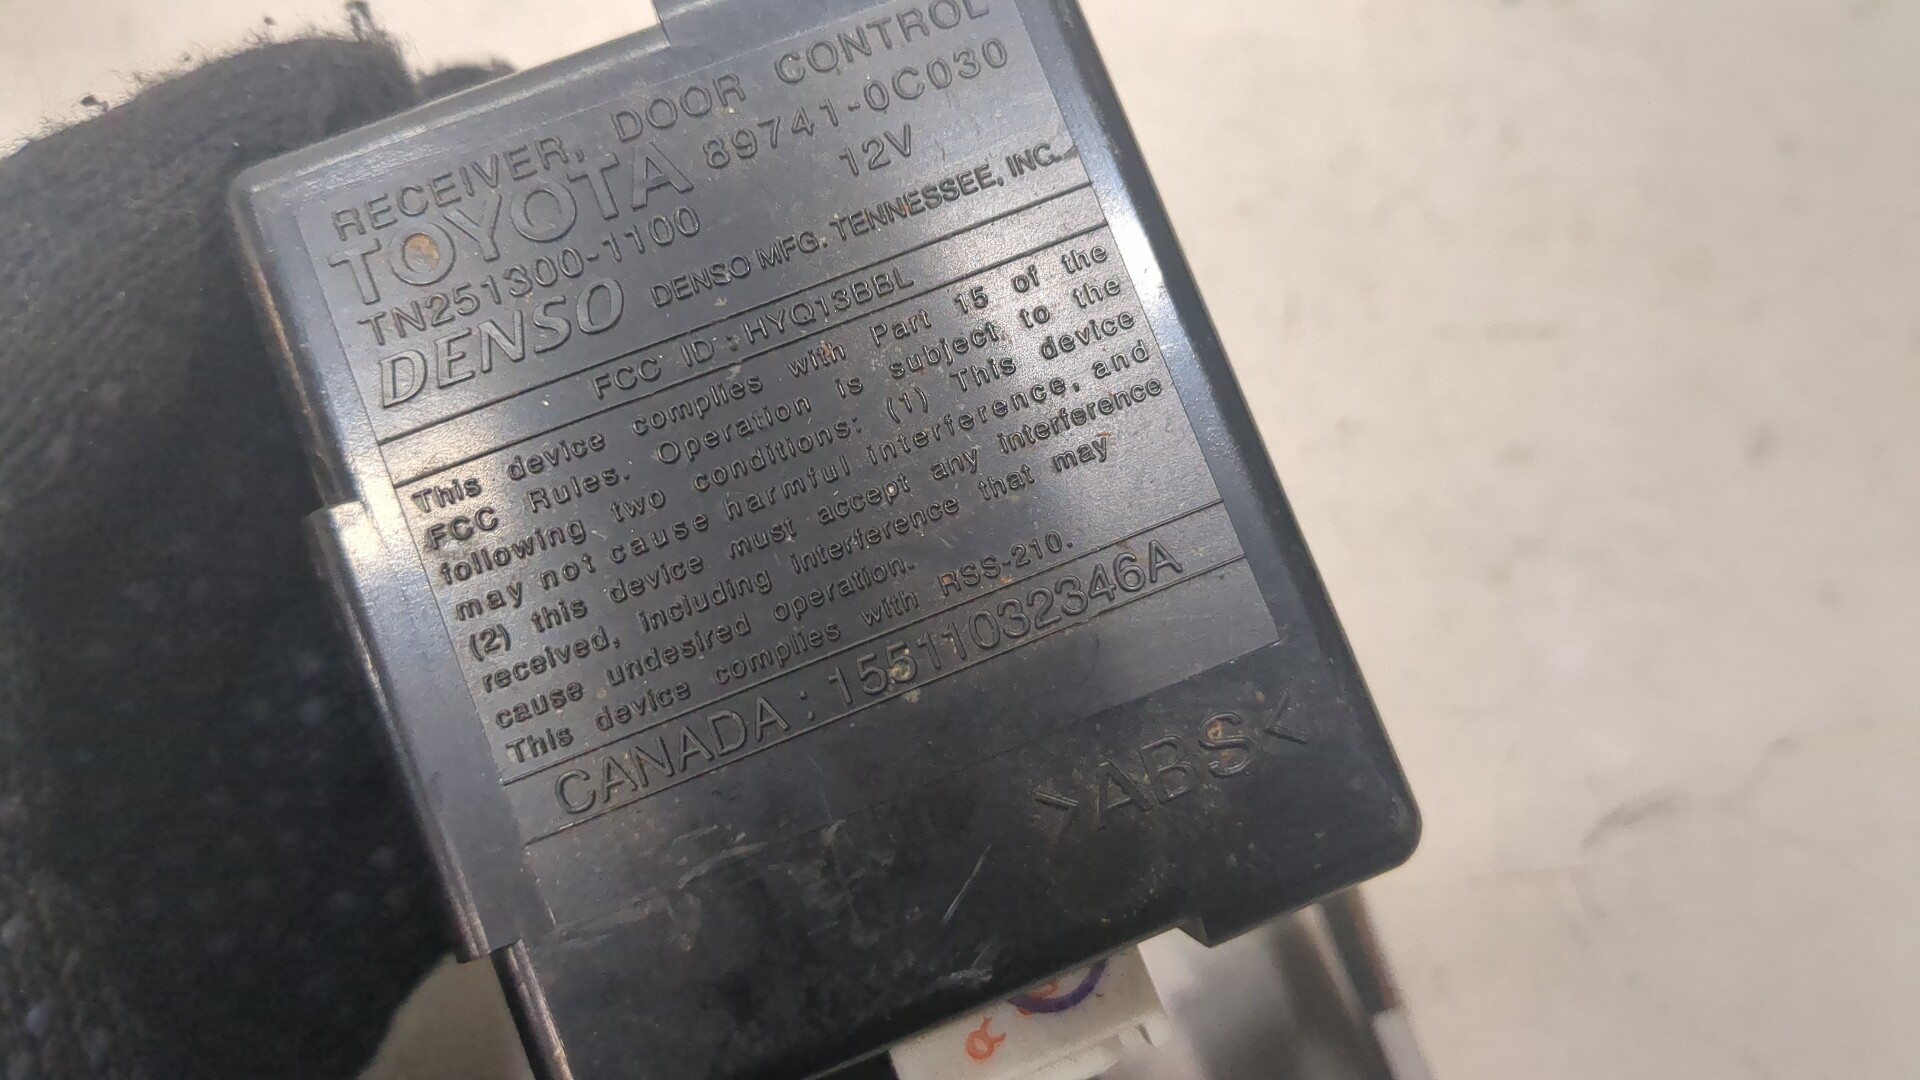 RECEIVER, DOOR CONTROL
TOYOTA 89741-0C030
TN251300-1100 12V
DENSO DENSO MFG. TENNESSEE, INC.
FCC ID : HYQ13BBL
This device complies with Part 15 of the
FCC Rules. Operation is subject to the
following two conditions: (1) This device
may not cause harmful interference, and
(2) this device must accept any interference
received, including interference that may
cause undesired operation.
This device complies with RSS-210.
CANADA : 15511032346A
>ABS<